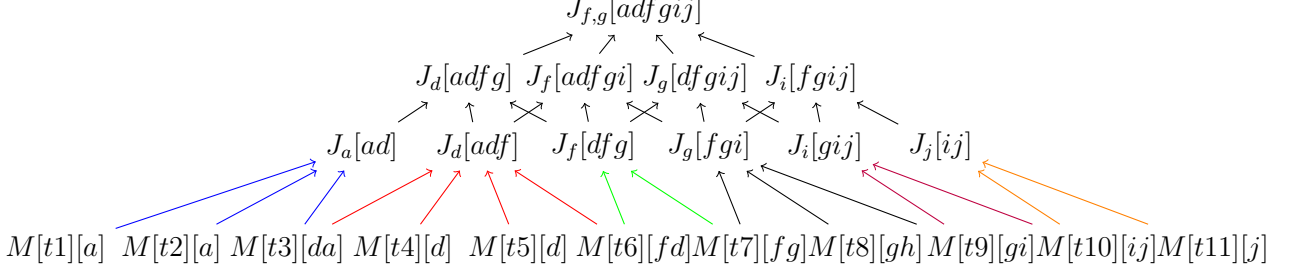 J_{f,g}[adfgij]
J_d[adfg] J_f[adfgi] J_g[dfgij] J_i[fgij]
J_a[ad] J_d[adf] J_f[dfg] J_g[fgi] J_i[gij] J_j[ij]
M[t1][a] M[t2][a] M[t3][da] M[t4][d] M[t5][d] M[t6][fd] M[t7][fg] M[t8][gh] M[t9][gi] M[t10][ij] M[t11][j]